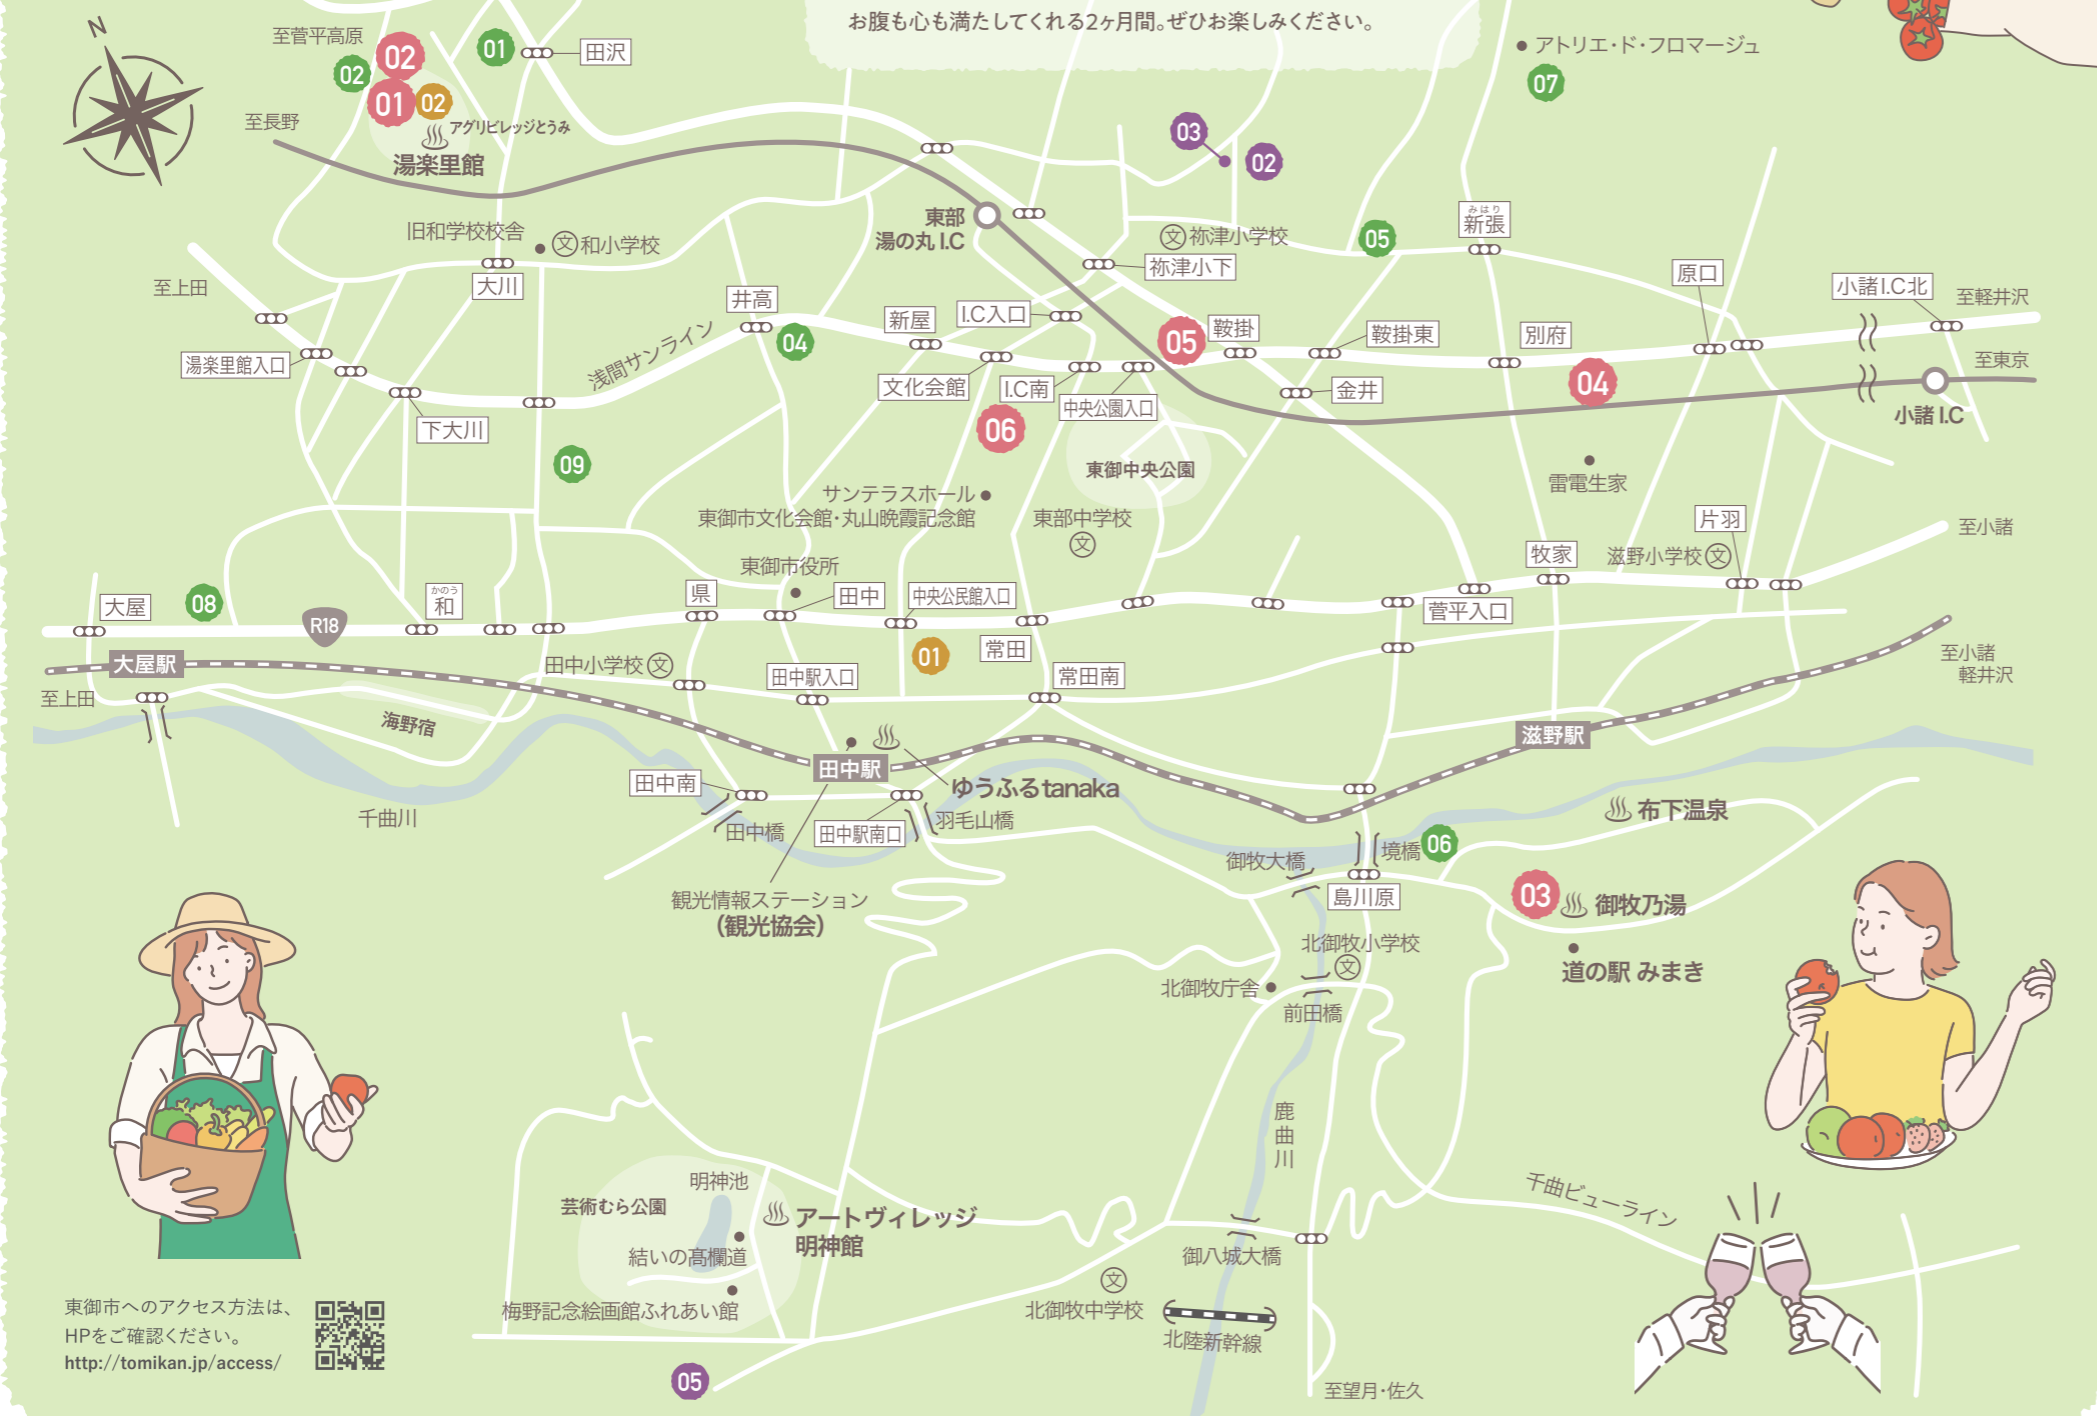 お腹も心も満たしてくれる2ヶ月間。ぜひお楽しみください。
N
至菅平高原
02
02
01
02
01
田沢
アトリエ・ド・フロマージュ
07
至長野
アグリビレッジとうみ
湯楽里館
03
02
旧和学校校舎
文 和小学校
大川
東部
湯の丸 I.C
文 祢津小学校
祢津小下
05
みはり
新張
原口
小諸I.C北
至軽井沢
至上田
井高
04
新屋
I.C入口
05
鞍掛
鞍掛東
別府
04
至東京
湯楽里館入口
浅間サンライン
文化会館
I.C南
中央公園入口
金井
小諸 I.C
下大川
06
09
東御中央公園
雷電生家
サンテラスホール
東御市文化会館・丸山晩霞記念館
東部中学校
文
片羽
至小諸
東御市役所
牧家
滋野小学校 文
大屋
08
R18
かのう
和
県
田中
中央公民館入口
菅平入口
01
常田
大屋駅
田中小学校 文
田中駅入口
常田南
至小諸
軽井沢
至上田
海野宿
滋野駅
田中駅
田中南
ゆうふるtanaka
千曲川
田中橋
田中駅南口
羽毛山橋
布下温泉
御牧大橋
境橋
06
島川原
03
御牧乃湯
観光情報ステーション
(観光協会)
北御牧小学校
文
道の駅 みまき
北御牧庁舎
前田橋
鹿曲川
明神池
芸術むら公園
アートヴィレッジ
明神館
結いの高欄道
梅野記念絵画館ふれあい館
千曲ビューライン
御八城大橋
文
北御牧中学校
北陸新幹線
05
至望月・佐久
東御市へのアクセス方法は、
HPをご確認ください。
http://tomikan.jp/access/